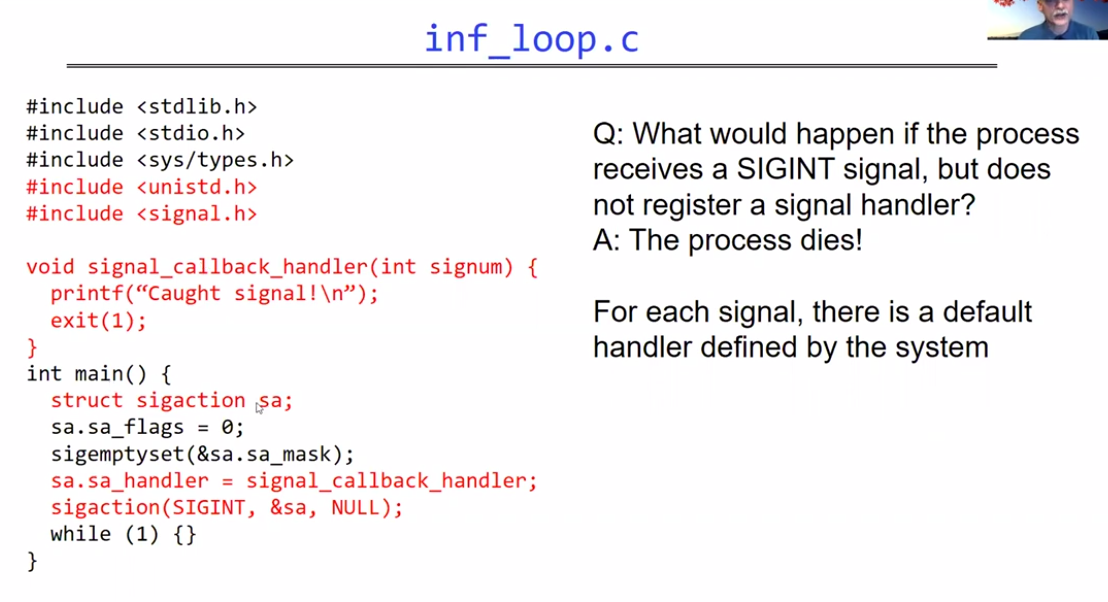 inf_loop.c
#include <stdlib.h>
#include <stdio.h>
#include <sys/types.h>
#include <unistd.h>
#include <signal.h>
void signal_callback_handler(int signum) {
printf(“Caught signal!\n”);
exit(1);
}
int main() {
struct sigaction sa;
sa.sa_flags = 0;
sigemptyset(&sa.sa_mask);
sa.sa_handler = signal_callback_handler;
sigaction(SIGINT, &sa, NULL);
while (1) {}
}
Q: What would happen if the process
receives a SIGINT signal, but does
not register a signal handler?
A: The process dies!
For each signal, there is a default
handler defined by the system